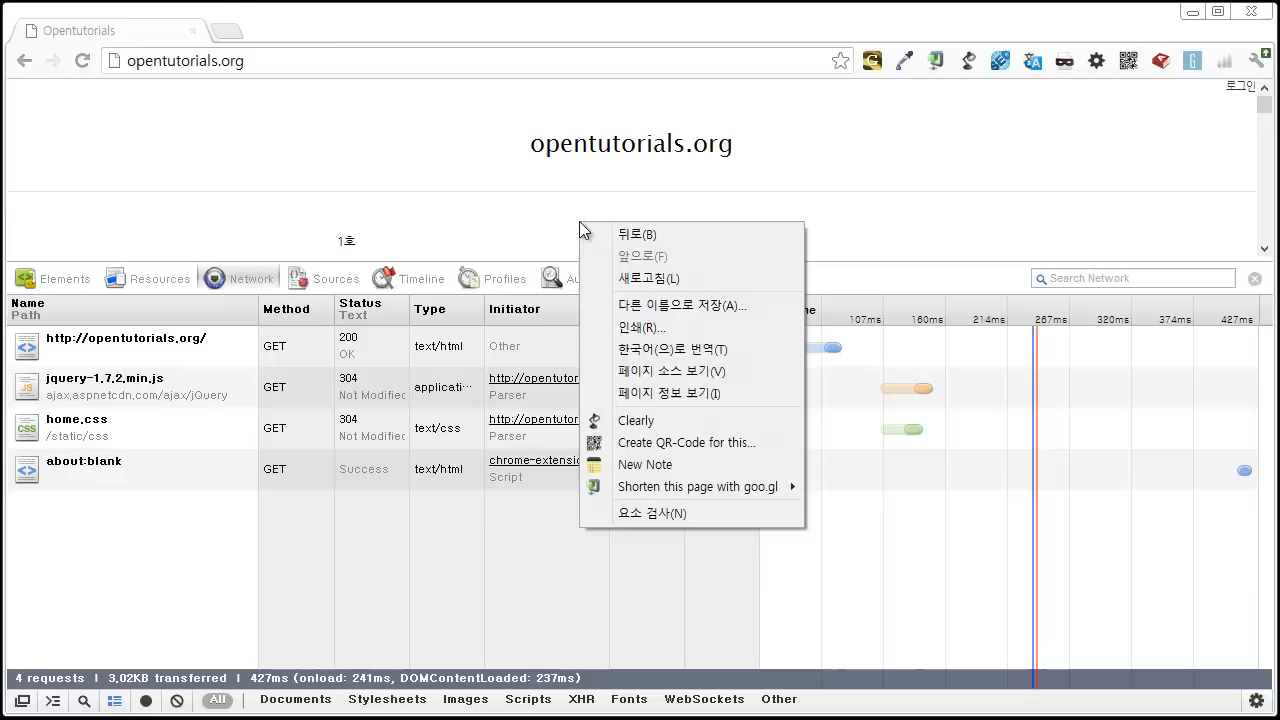 Opentutorials
opentutorials.org
로그인
opentutorials.org
1호
뒤로(B)
앞으로(F)
새로고침(L)
다른 이름으로 저장(A)...
인쇄(R)...
한국어(으)로 번역(T)
페이지 소스 보기(V)
페이지 정보 보기(I)
Clearly
Create QR-Code for this...
New Note
Shorten this page with goo.gl
요소 검사(N)
Elements Resources Network Sources Timeline Profiles Search Network
Name Path Method Status Text Type Initiator
107ms 160ms 214ms 267ms 320ms 374ms 427ms
http://opentutorials.org/ GET 200 OK text/html Other
jquery-1.7.2.min.js ajax.aspnetcdn.com/ajax/jQuery GET 304 Not Modified applicati... http://opentutor Parser
home.css /static/css GET 304 Not Modified text/css http://opentutor Parser
about:blank GET Success text/html chrome-extensio Script
4 requests | 3.02KB transferred | 427ms (onload: 241ms, DOMContentLoaded: 237ms)
All Documents Stylesheets Images Scripts XHR Fonts WebSockets Other